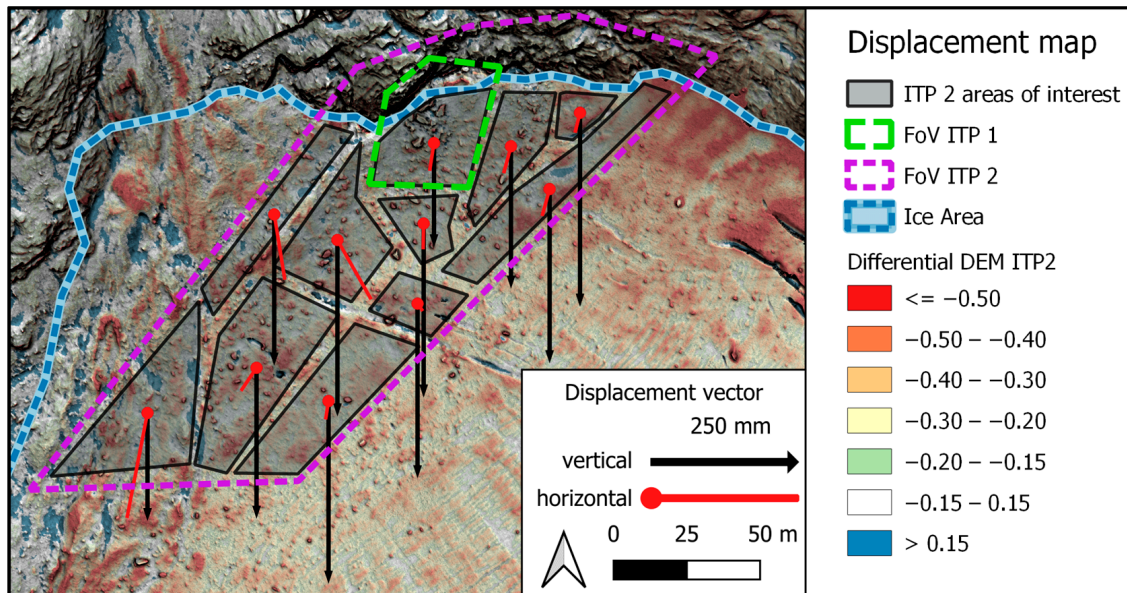 Displacement map
ITP 2 areas of interest
FoV ITP 1
FoV ITP 2
Ice Area
Differential DEM ITP2
<= −0.50
−0.50 – −0.40
−0.40 – −0.30
−0.30 – −0.20
−0.20 – −0.15
−0.15 – 0.15
> 0.15
Displacement vector
250 mm
vertical
horizontal
0 25 50 m